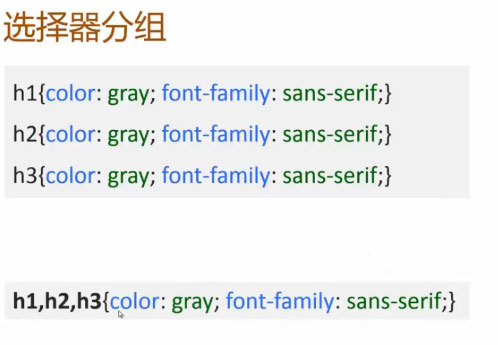 选择器分组
h1{color: gray; font-family: sans-serif;}
h2{color: gray; font-family: sans-serif;}
h3{color: gray; font-family: sans-serif;}
h1,h2,h3{color: gray; font-family: sans-serif;}